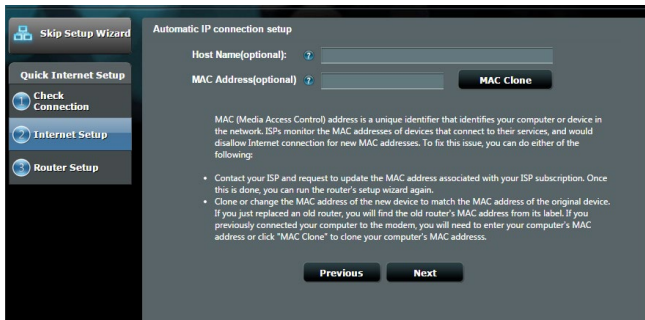 Skip Setup Wizard
Quick Internet Setup
1 Check
Connection
2 Internet Setup
3 Router Setup
Automatic IP connection setup
Host Name(optional): ?
MAC Address(optional) ? MAC Clone
MAC (Media Access Control) address is a unique identifier that identifies your computer or device in
the network. ISPs monitor the MAC addresses of devices that connect to their services, and would
disallow Internet connection for new MAC addresses. To fix this issue, you can do either of the
following:
• Contact your ISP and request to update the MAC address associated with your ISP subscription. Once
this is done, you can run the router's setup wizard again.
• Clone or change the MAC address of the new device to match the MAC address of the original device.
If you just replaced an old router, you will find the old router's MAC address from its label. If you
previously connected your computer to the modem, you will need to enter your computer's MAC
address or click "MAC Clone" to clone your computer's MAC addresss.
Previous Next